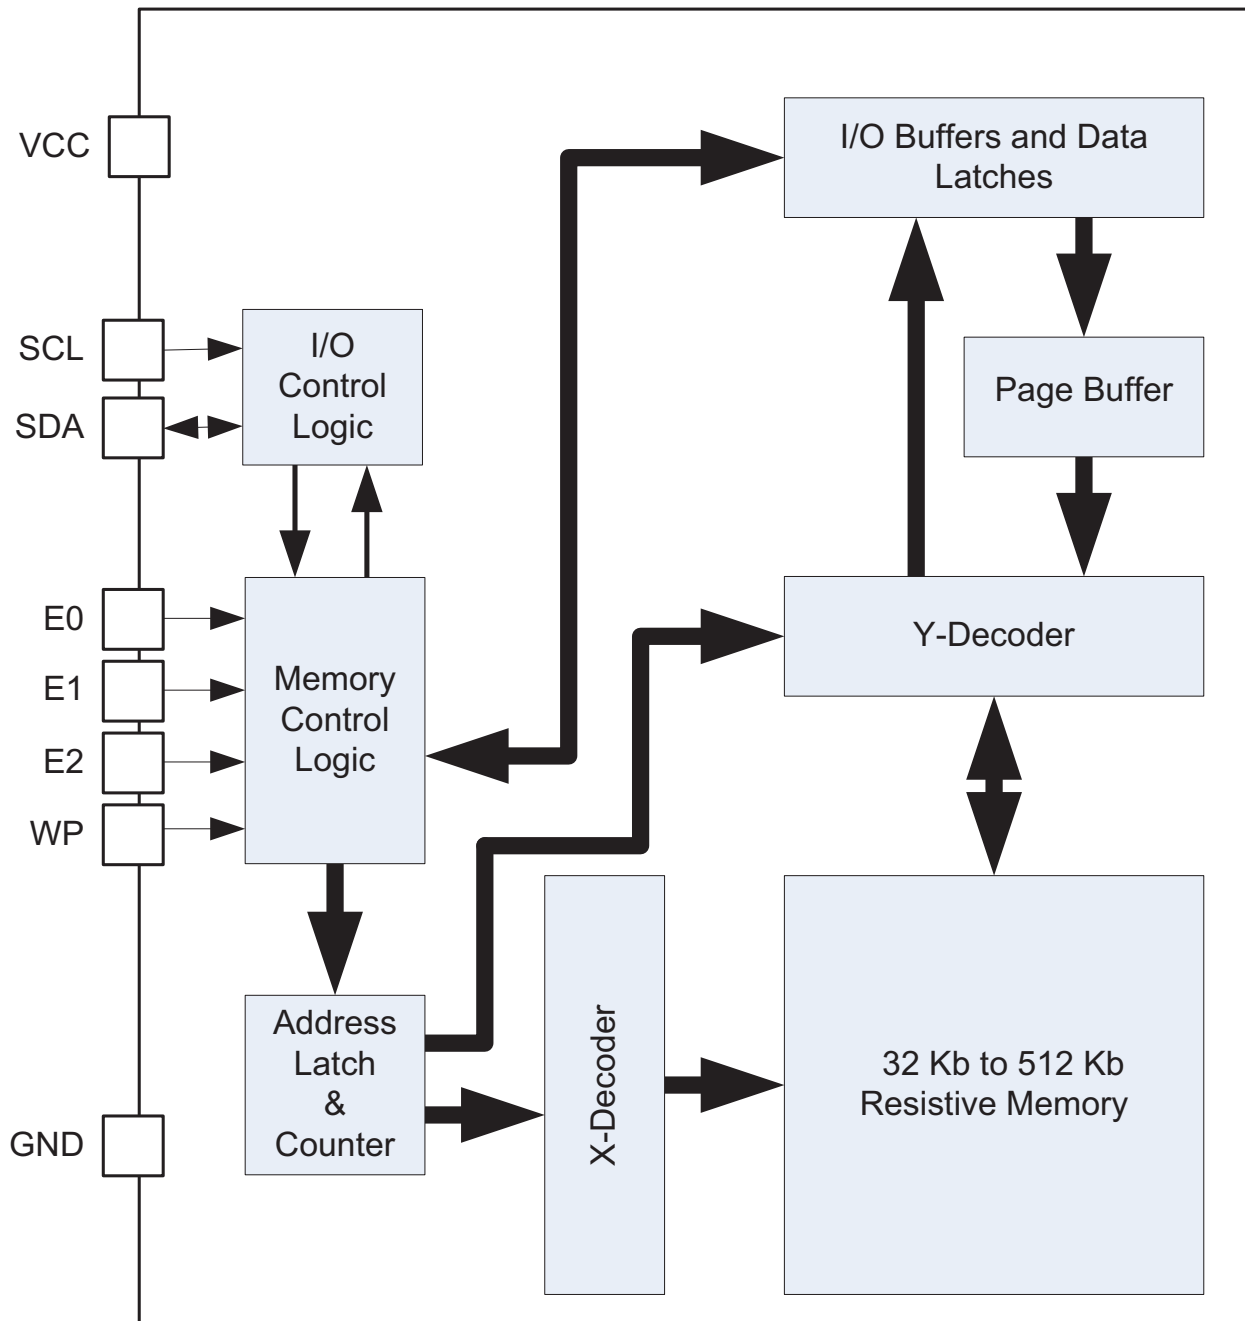 VCC
I/O Buffers and Data
Latches
SCL
SDA
I/O
Control
Logic
Page Buffer
E0
E1
E2
WP
Memory
Control
Logic
Y-Decoder
Address
Latch
&
Counter
X-Decoder
32 Kb to 512 Kb
Resistive Memory
GND